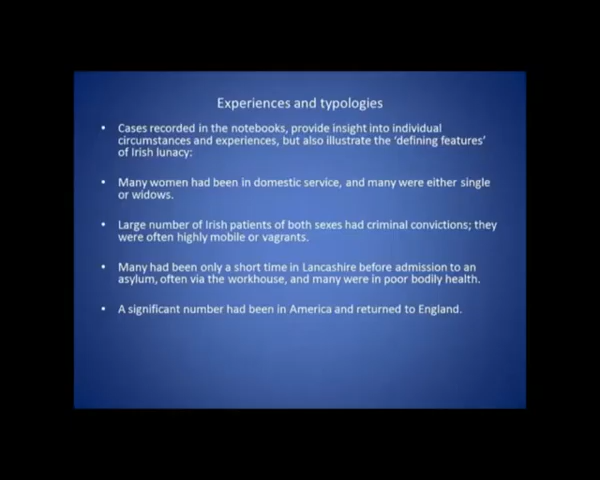 Experiences and typologies
• Cases recorded in the notebooks, provide insight into individual
circumstances and experiences, but also illustrate the 'defining features'
of Irish lunacy:
• Many women had been in domestic service, and many were either single
or widows.
• Large number of Irish patients of both sexes had criminal convictions; they
were often highly mobile or vagrants.
• Many had been only a short time in Lancashire before admission to an
asylum, often via the workhouse, and many were in poor bodily health.
• A significant number had been in America and returned to England.